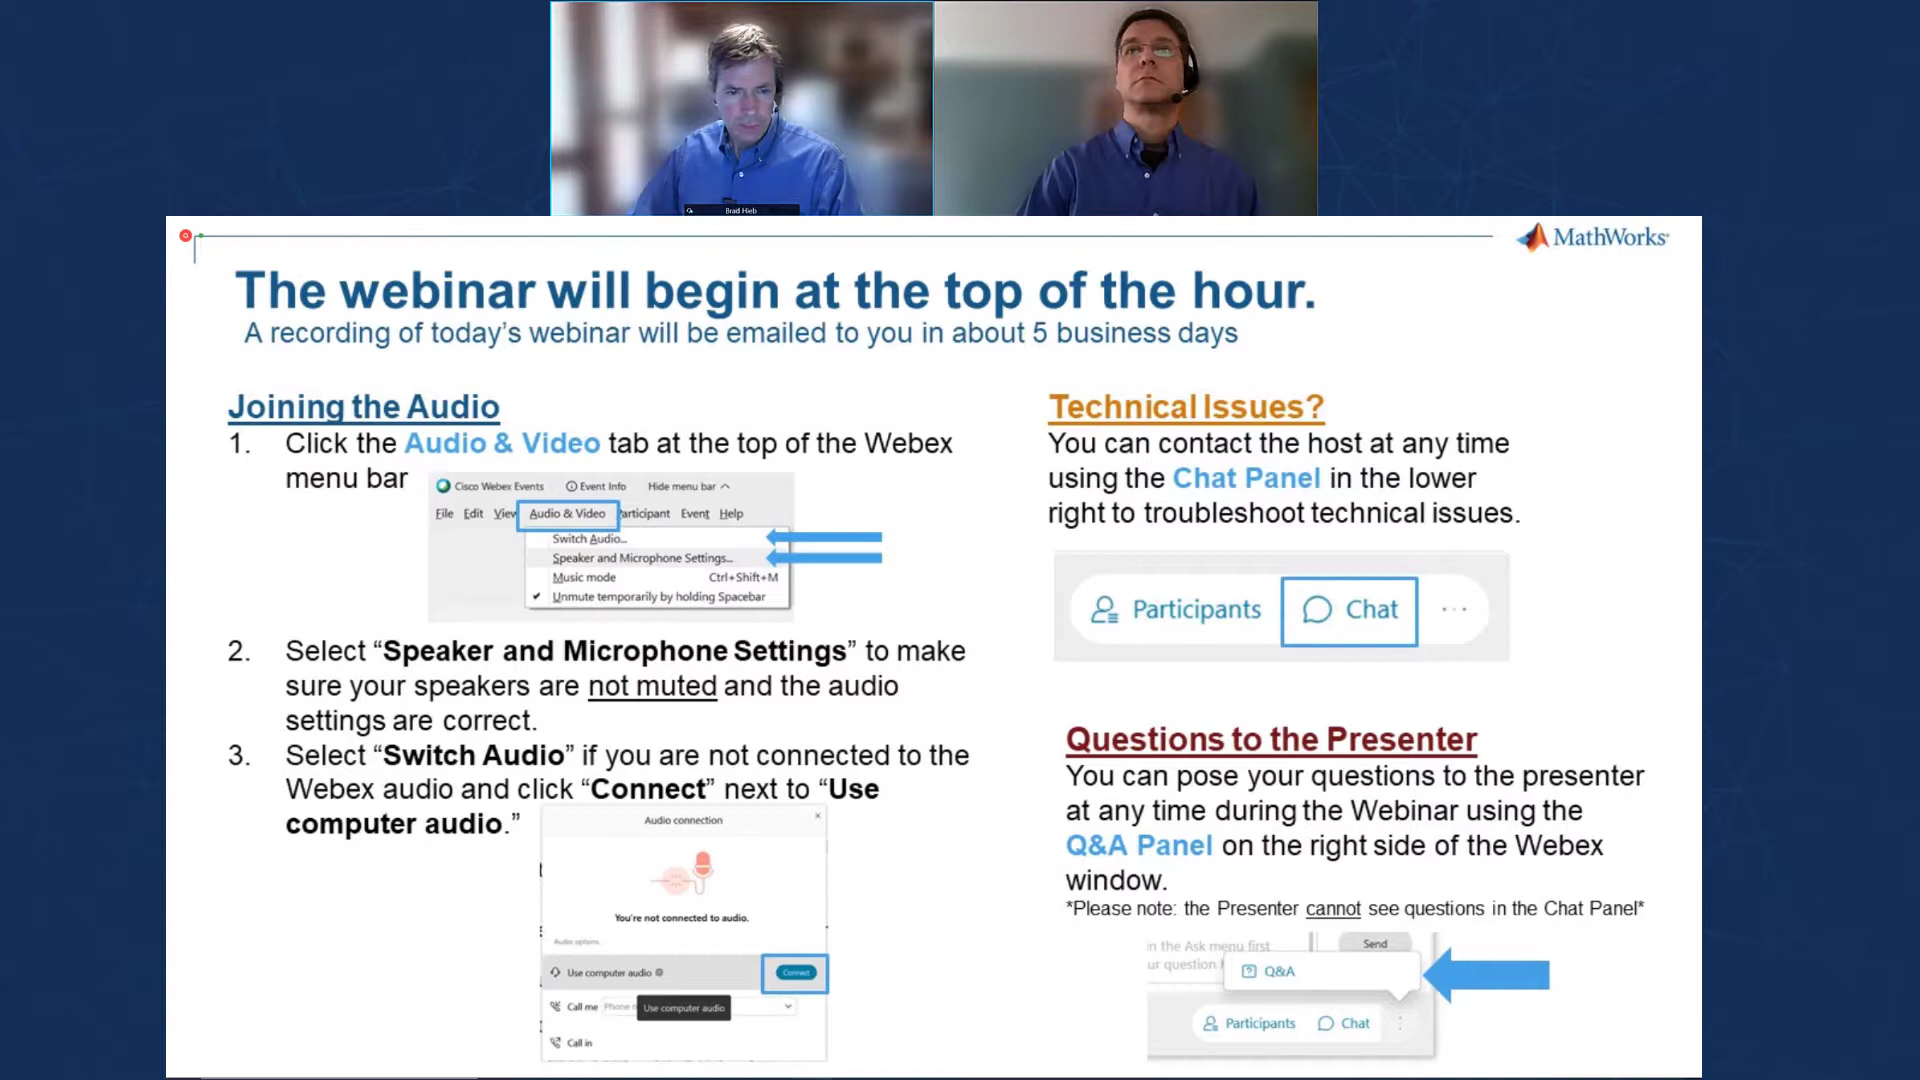 Brad Hieb
MathWorks®
The webinar will begin at the top of the hour.
A recording of today's webinar will be emailed to you in about 5 business days
Joining the Audio
1. Click the Audio & Video tab at the top of the Webex
menu bar
Cisco Webex Events Event Info Hide menu bar
File Edit View Audio & Video Participant Event Help
Switch Audio...
Speaker and Microphone Settings...
Music mode Ctrl+Shift+M
Unmute temporarily by holding Spacebar
2. Select “Speaker and Microphone Settings” to make
sure your speakers are not muted and the audio
settings are correct.
3. Select “Switch Audio” if you are not connected to the
Webex audio and click “Connect” next to “Use
computer audio.”
Audio connection
You're not connected to audio.
Audio options
Use computer audio Connect
Call me Phone
Use computer audio
Call in
Technical Issues?
You can contact the host at any time
using the Chat Panel in the lower
right to troubleshoot technical issues.
Participants Chat ...
Questions to the Presenter
You can pose your questions to the presenter
at any time during the Webinar using the
Q&A Panel on the right side of the Webex
window.
*Please note: the Presenter cannot see questions in the Chat Panel*
in the Ask menu first Send
ur question
Q&A
Participants Chat